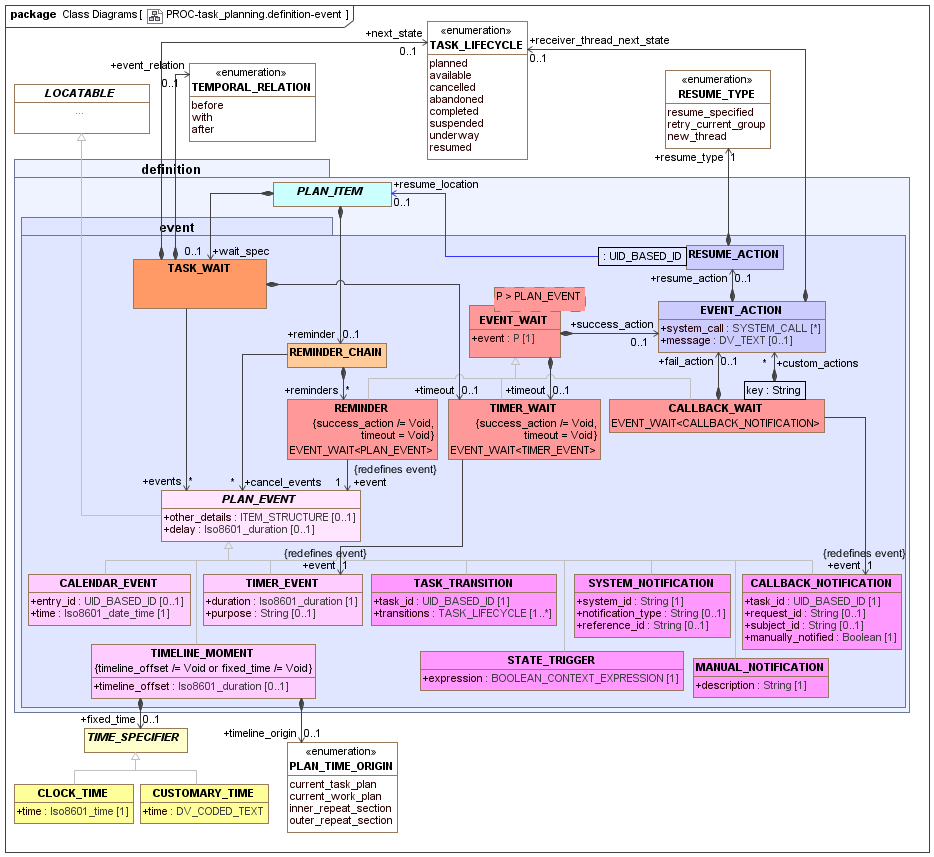 package Class Diagrams [ PROC-task_planning.definition-event ]
+next_state
0..1
«enumeration»
TASK_LIFECYCLE
planned
available
cancelled
abandoned
completed
suspended
underway
resumed
+receiver_thread_next_state
0..1
+event_relation
0..1
«enumeration»
TEMPORAL_RELATION
before
with
after
LOCATABLE
...
«enumeration»
RESUME_TYPE
resume_specified
retry_current_group
new_thread
+resume_type 1
definition
PLAN_ITEM
+resume_location
0..1
event
0..1 +wait_spec
TASK_WAIT
: UID_BASED_ID
RESUME_ACTION
+resume_action 0..1
P > PLAN_EVENT
EVENT_WAIT
+event : P [1]
+success_action
0..1
EVENT_ACTION
+system_call : SYSTEM_CALL [*]
+message : DV_TEXT [0..1]
+reminder 0..1
REMINDER_CHAIN
+fail_action 0..1
* +custom_actions
key : String
+reminders *
+timeout 0..1
+timeout 0..1
REMINDER
{success_action /= Void,
timeout = Void}
EVENT_WAIT<PLAN_EVENT>
TIMER_WAIT
{success_action /= Void,
timeout = Void}
EVENT_WAIT<TIMER_EVENT>
CALLBACK_WAIT
EVENT_WAIT<CALLBACK_NOTIFICATION>
{redefines event}
+events *
* +cancel_events
1 +event
PLAN_EVENT
+other_details : ITEM_STRUCTURE [0..1]
+delay : Iso8601_duration [0..1]
{redefines event}
+event 1
{redefines event}
+event 1
CALENDAR_EVENT
+entry_id : UID_BASED_ID [0..1]
+time : Iso8601_date_time [1]
TIMER_EVENT
+duration : Iso8601_duration [1]
+purpose : String [0..1]
TASK_TRANSITION
+task_id : UID_BASED_ID [1]
+transitions : TASK_LIFECYCLE [1..*]
SYSTEM_NOTIFICATION
+system_id : String [1]
+notification_type : String [0..1]
+reference_id : String [0..1]
CALLBACK_NOTIFICATION
+task_id : UID_BASED_ID [1]
+request_id : String [0..1]
+subject_id : String [0..1]
+manually_notified : Boolean [1]
TIMELINE_MOMENT
{timeline_offset /= Void or fixed_time /= Void}
+timeline_offset : Iso8601_duration [0..1]
STATE_TRIGGER
+expression : BOOLEAN_CONTEXT_EXPRESSION [1]
MANUAL_NOTIFICATION
+description : String [1]
+fixed_time 0..1
TIME_SPECIFIER
+timeline_origin 0..1
«enumeration»
PLAN_TIME_ORIGIN
current_task_plan
current_work_plan
inner_repeat_section
outer_repeat_section
CLOCK_TIME
+time : Iso8601_time [1]
CUSTOMARY_TIME
+time : DV_CODED_TEXT